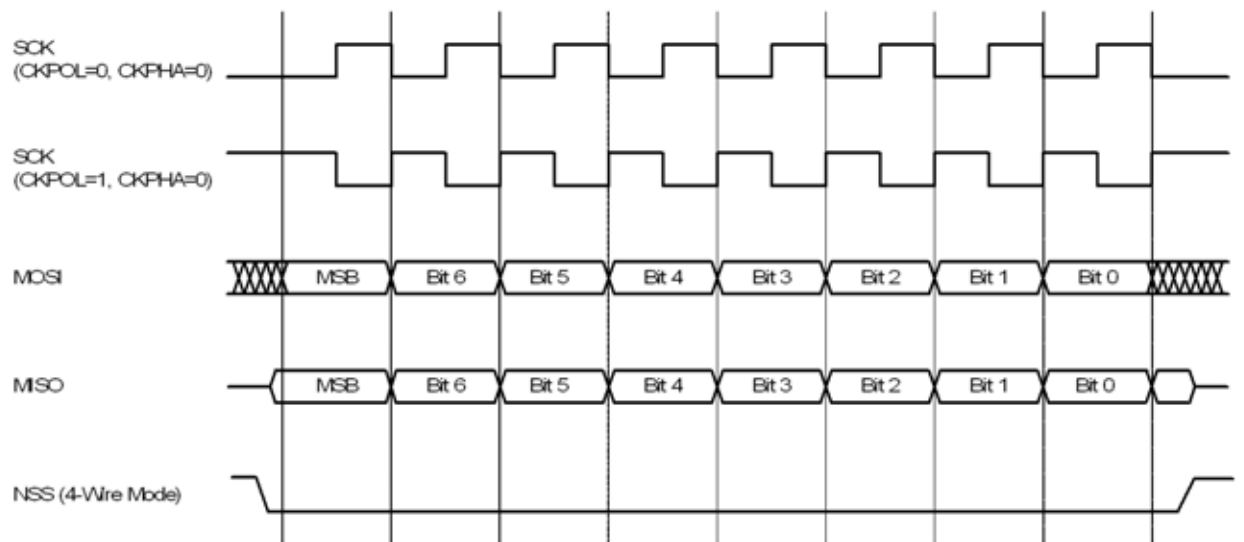 SCK
(CKPOL=0, CKPHA=0)
SCK
(CKPOL=1, CKPHA=0)
MOSI MSB Bit 6 Bit 5 Bit 4 Bit 3 Bit 2 Bit 1 Bit 0
MISO MSB Bit 6 Bit 5 Bit 4 Bit 3 Bit 2 Bit 1 Bit 0
NSS (4-Wire Mode)